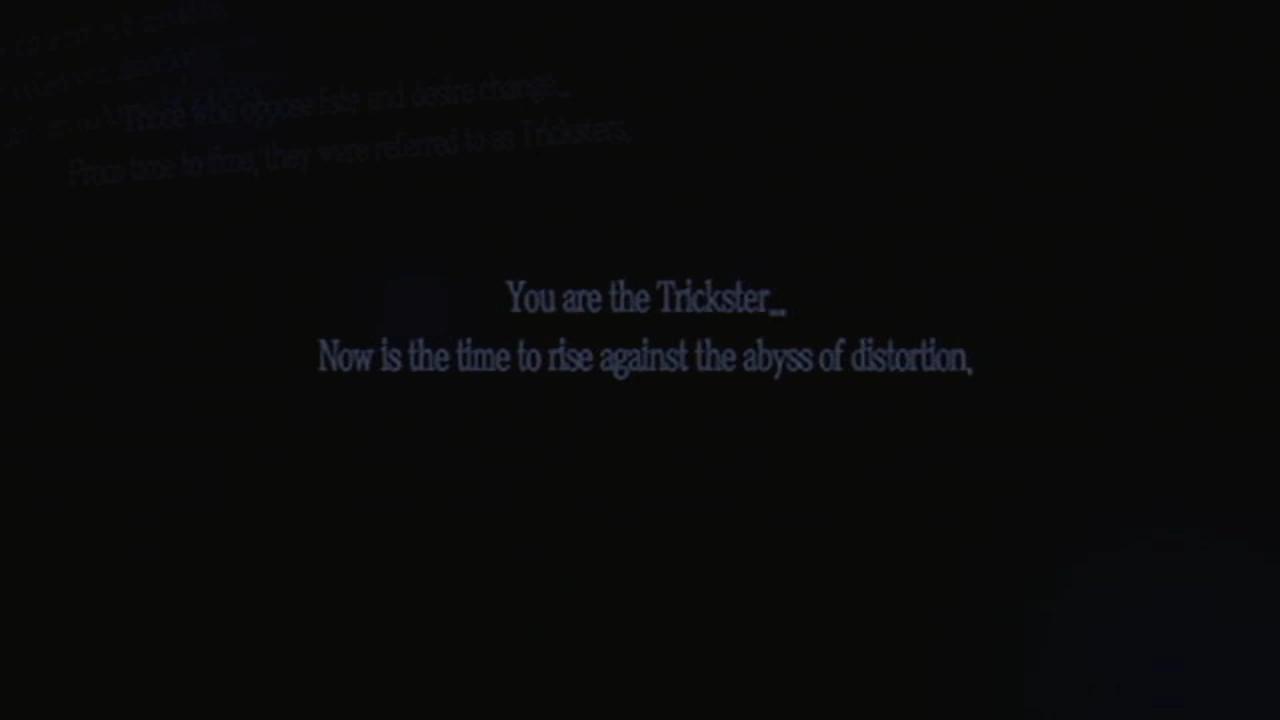 Those who oppose fate and desire change...
From time to time, they were referred to as Tricksters.
You are the Trickster...
Now is the time to rise against the abyss of distortion.